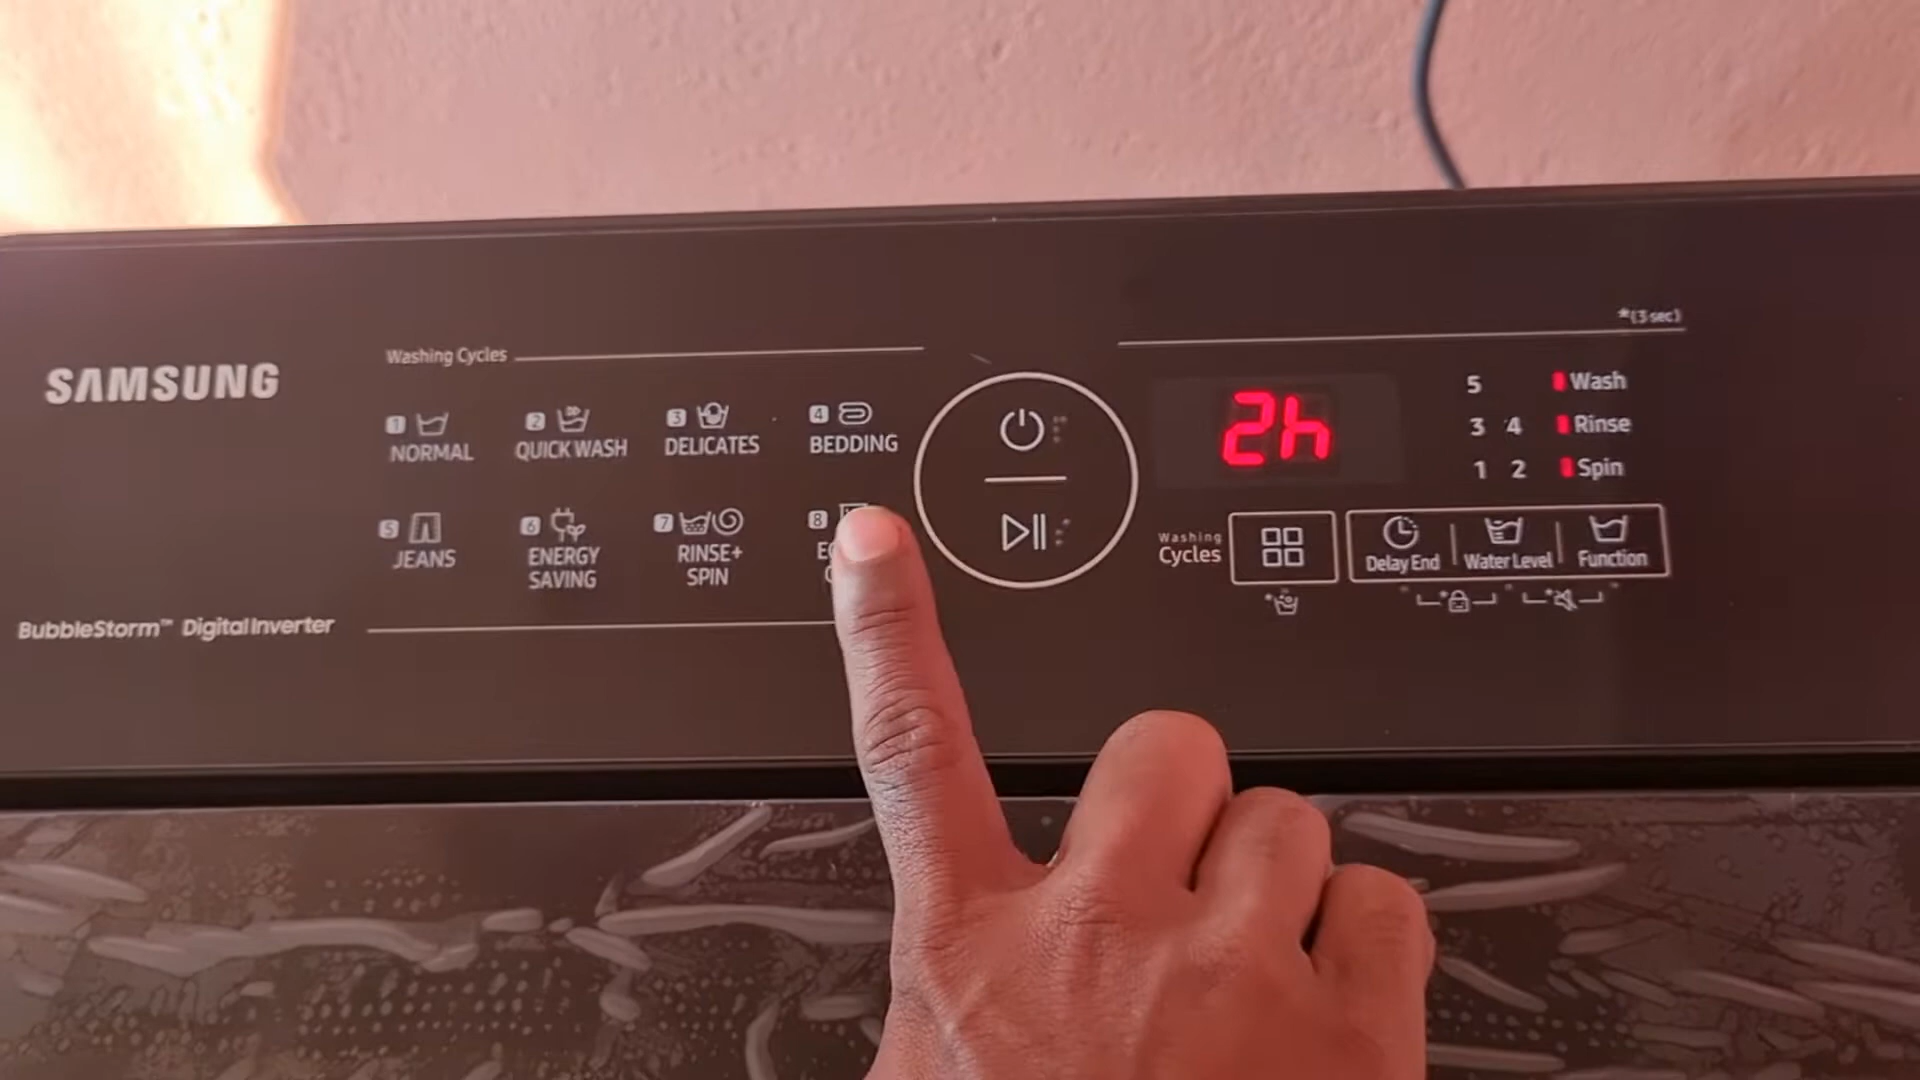 *(3 sec)
Washing Cycles
SAMSUNG
1 2 3 4
NORMAL QUICK WASH DELICATES BEDDING
5 6 7 8
JEANS ENERGY SAVING RINSE+ SPIN
BubbleStorm™ Digital Inverter
2h
5 Wash
3 4 Rinse
1 2 Spin
Washing
Cycles
Delay End Water Level Function